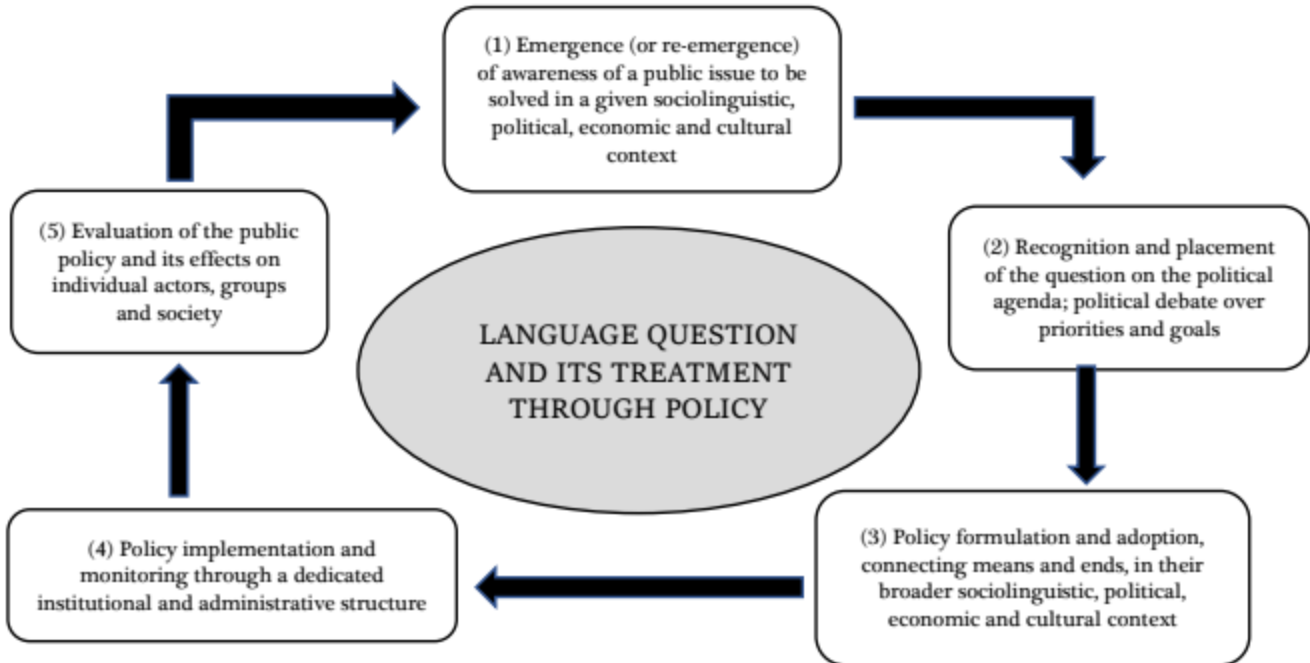 (1) Emergence (or re-emergence)
of awareness of a public issue to be
solved in a given sociolinguistic,
political, economic and cultural
context
(2) Recognition and placement
of the question on the political
agenda; political debate over
priorities and goals
(3) Policy formulation and adoption,
connecting means and ends, in their
broader sociolinguistic, political,
economic and cultural context
(4) Policy implementation and
monitoring through a dedicated
institutional and administrative structure
(5) Evaluation of the public
policy and its effects on
individual actors, groups
and society
LANGUAGE QUESTION
AND ITS TREATMENT
THROUGH POLICY